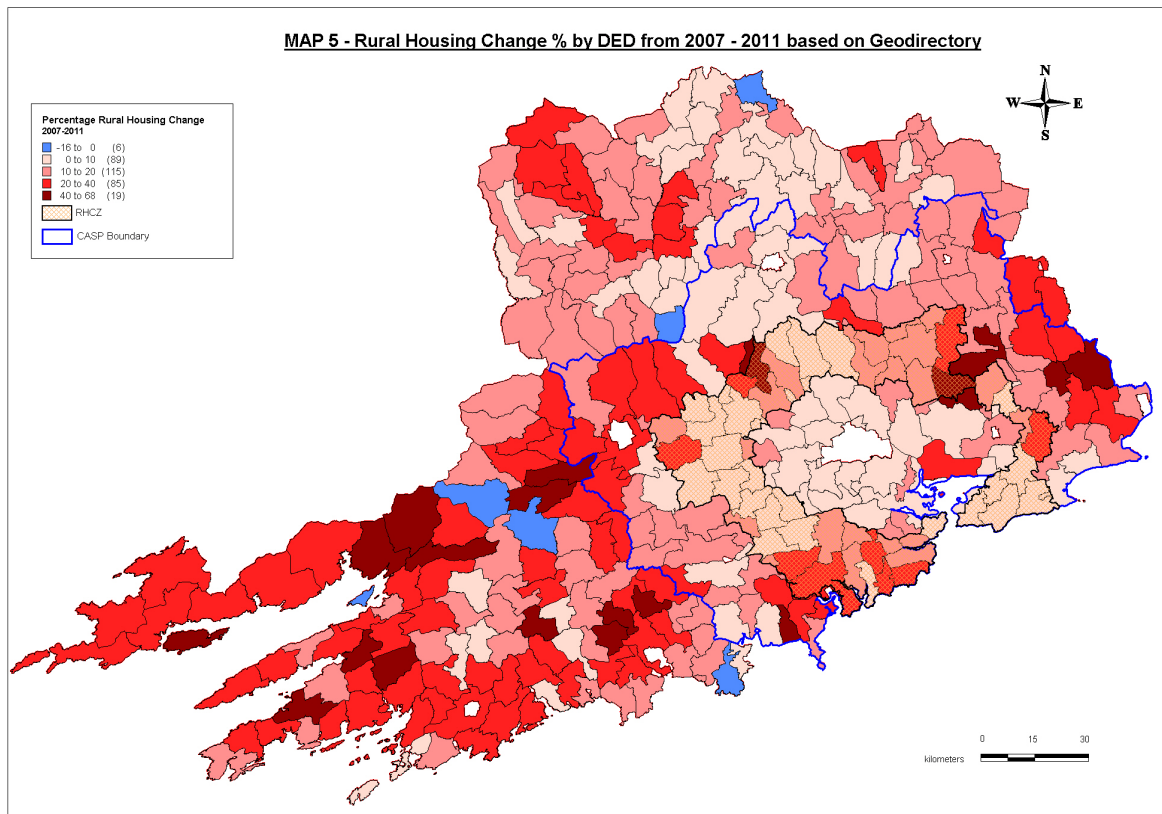 MAP 5 - Rural Housing Change % by DED from 2007 - 2011 based on Geodirectory
N
W E
S
Percentage Rural Housing Change
2007-2011
-16 to 0 (6)
0 to 10 (89)
10 to 20 (115)
20 to 40 (85)
40 to 68 (19)
RHCZ
CASP Boundary
0 15 30
kilometers